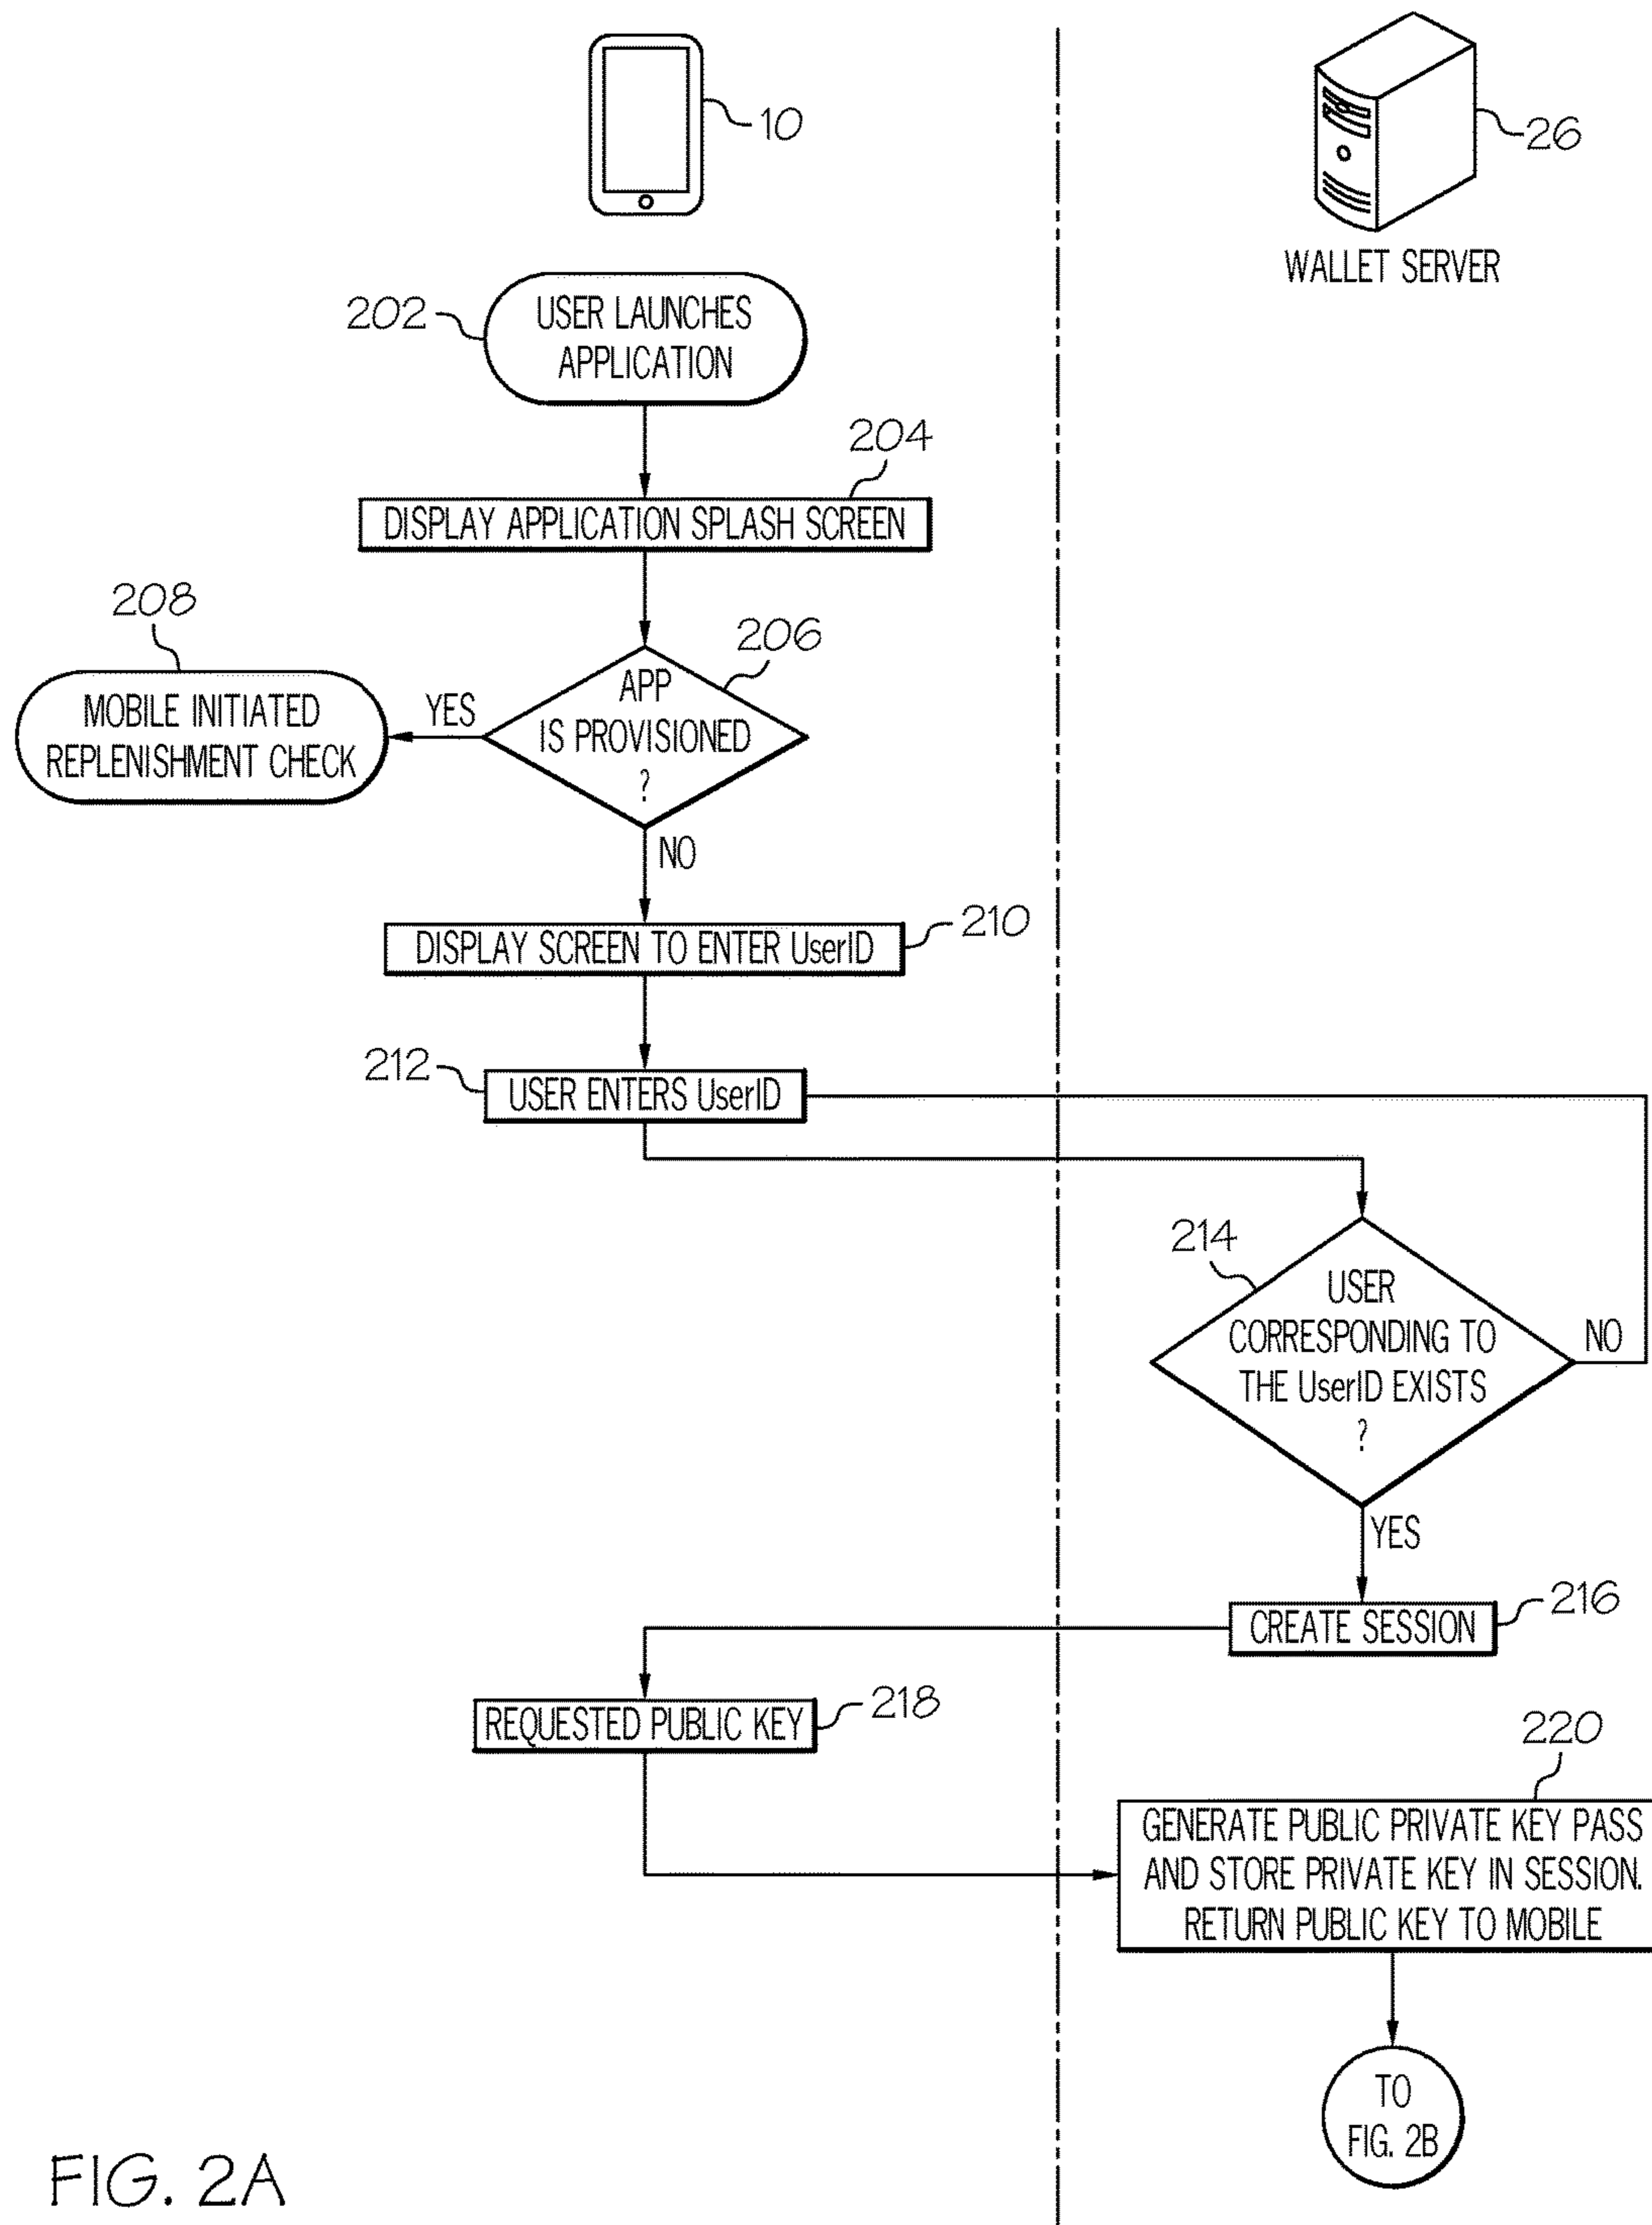 10
26
WALLET SERVER
202
USER LAUNCHES
APPLICATION
204
DISPLAY APPLICATION SPLASH SCREEN
208
206
MOBILE INITIATED
REPLENISHMENT CHECK
YES
APP
IS PROVISIONED
?
NO
DISPLAY SCREEN TO ENTER UserID
210
212
USER ENTERS UserID
214
USER
CORRESPONDING TO
THE UserID EXISTS
?
NO
YES
CREATE SESSION
216
REQUESTED PUBLIC KEY
218
220
GENERATE PUBLIC PRIVATE KEY PASS
AND STORE PRIVATE KEY IN SESSION.
RETURN PUBLIC KEY TO MOBILE
TO
FIG. 2B
FIG. 2A